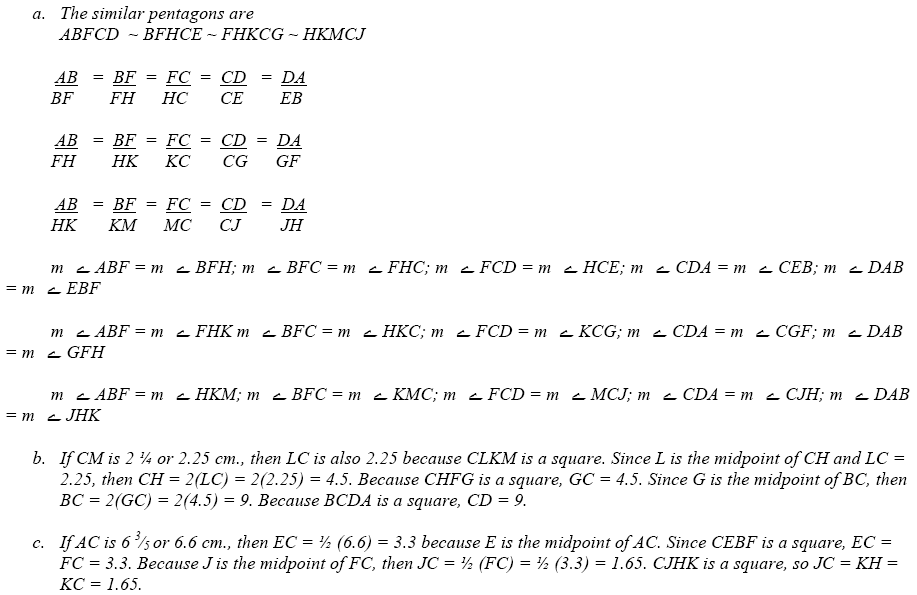 a. The similar pentagons are
ABFCD ~ BFHCE ~ FHKCG ~ HKMCJ
AB = BF = FC = CD = DA
BF FH HC CE EB
AB = BF = FC = CD = DA
FH HK KC CG GF
AB = BF = FC = CD = DA
HK KM MC CJ JH
m ∠ ABF = m ∠ BFH; m ∠ BFC = m ∠ FHC; m ∠ FCD = m ∠ HCE; m ∠ CDA = m ∠ CEB; m ∠ DAB
= m ∠ EBF
m ∠ ABF = m ∠ FHK m ∠ BFC = m ∠ HKC; m ∠ FCD = m ∠ KCG; m ∠ CDA = m ∠ CGF; m ∠ DAB
= m ∠ GFH
m ∠ ABF = m ∠ HKM; m ∠ BFC = m ∠ KMC; m ∠ FCD = m ∠ MCJ; m ∠ CDA = m ∠ CJH; m ∠ DAB
= m ∠ JHK
b. If CM is 2 ¼ or 2.25 cm., then LC is also 2.25 because CLKM is a square. Since L is the midpoint of CH and LC =
2.25, then CH = 2(LC) = 2(2.25) = 4.5. Because CHFG is a square, GC = 4.5. Since G is the midpoint of BC, then
BC = 2(GC) = 2(4.5) = 9. Because BCDA is a square, CD = 9.
c. If AC is 6 3/5 or 6.6 cm., then EC = ½ (6.6) = 3.3 because E is the midpoint of AC. Since CEBF is a square, EC =
FC = 3.3. Because J is the midpoint of FC, then JC = ½ (FC) = ½ (3.3) = 1.65. CJHK is a square, so JC = KH =
KC = 1.65.